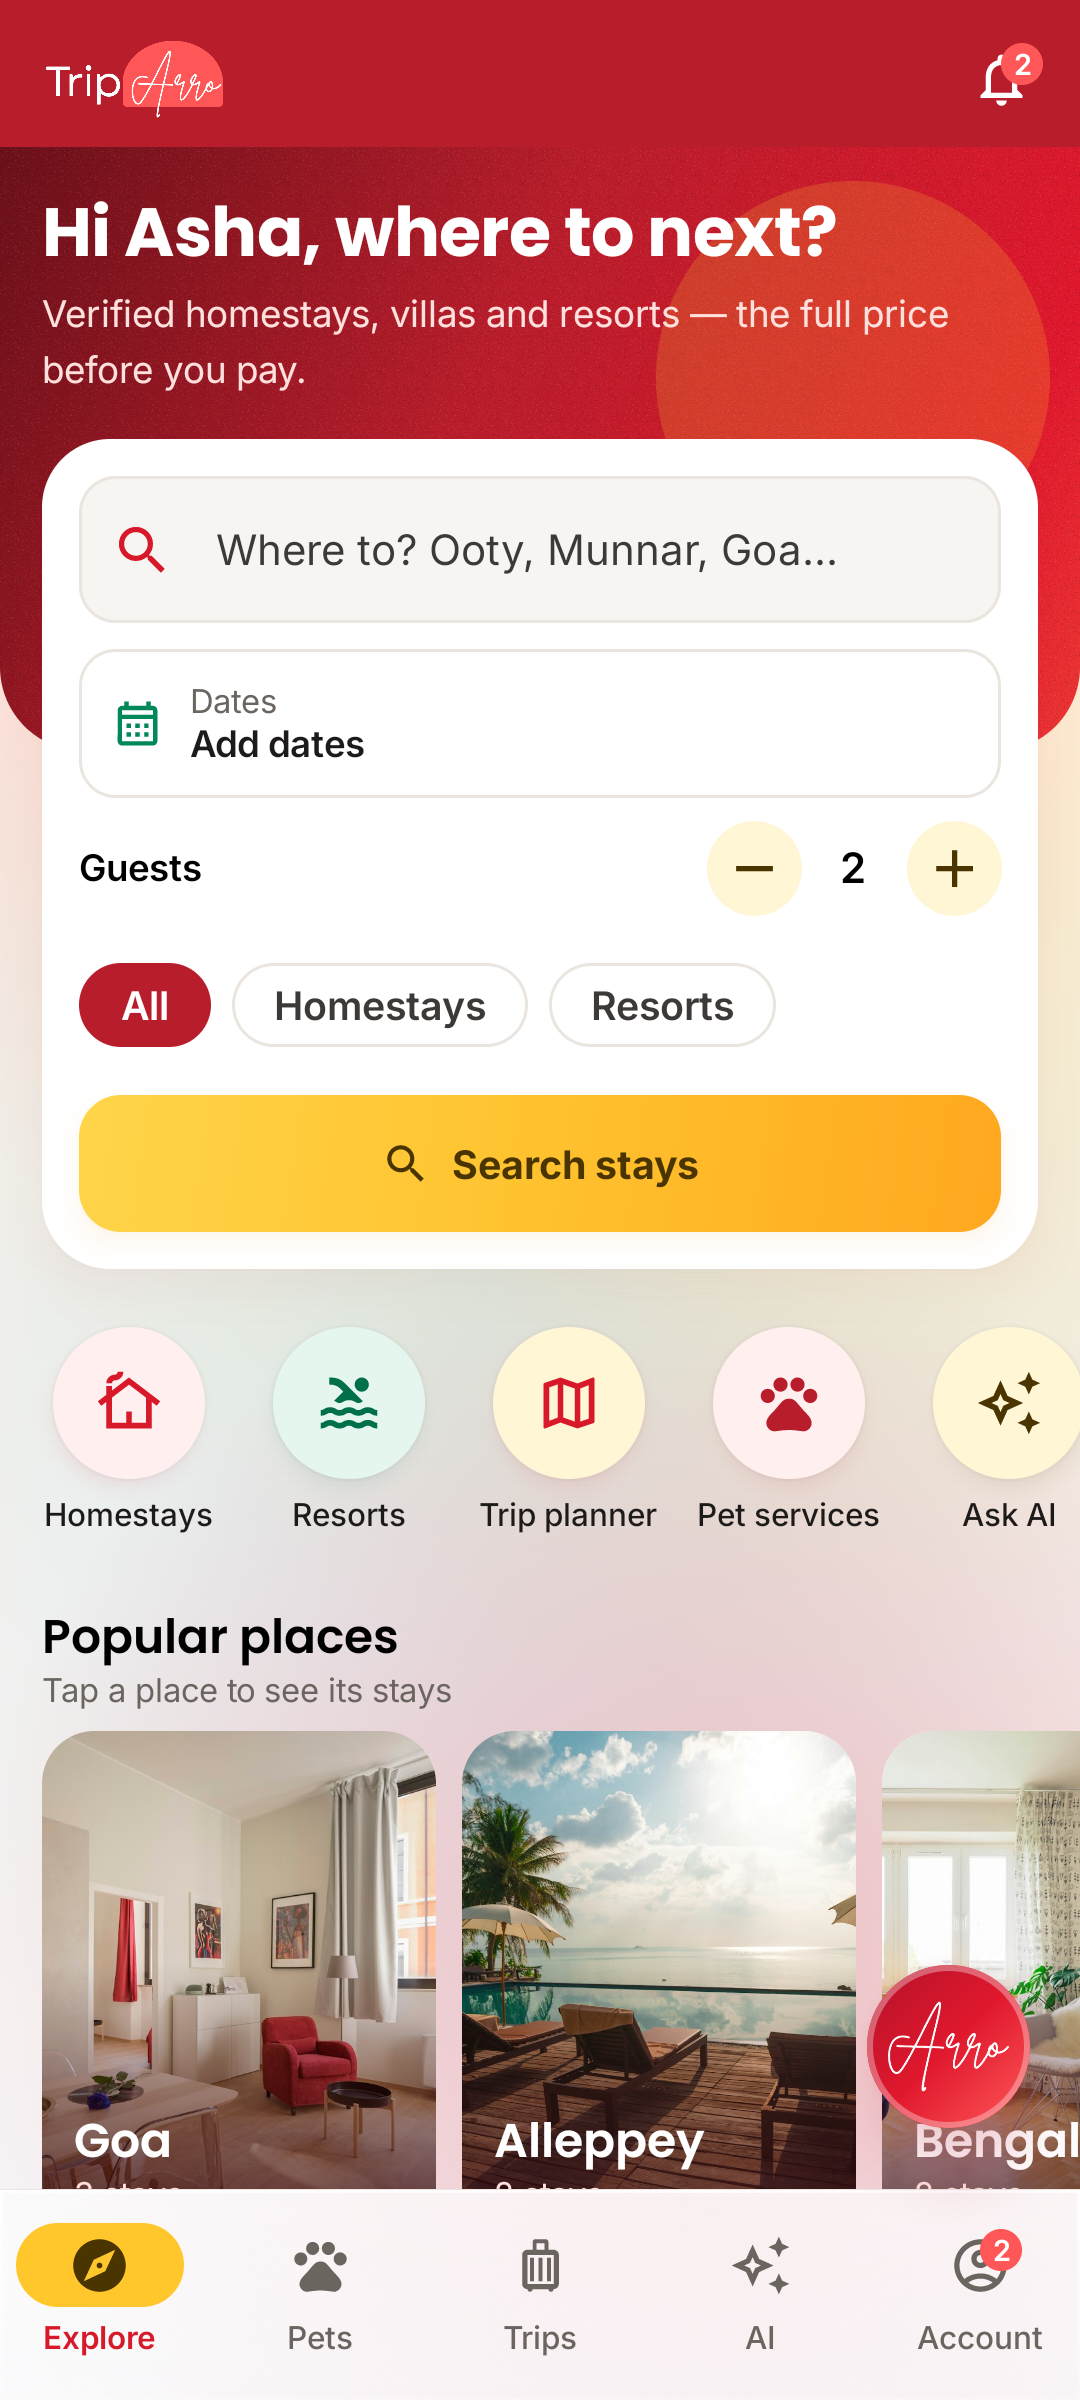 Trip Arro
2
Hi Asha, where to next?
Verified homestays, villas and resorts — the full price
before you pay.
Where to? Ooty, Munnar, Goa...
Dates
Add dates
Guests
2
All
Homestays
Resorts
Search stays
Homestays
Resorts
Trip planner
Pet services
Ask AI
Popular places
Tap a place to see its stays
Arro
Goa
Alleppey
Bengal
2
Explore
Pets
Trips
AI
Account